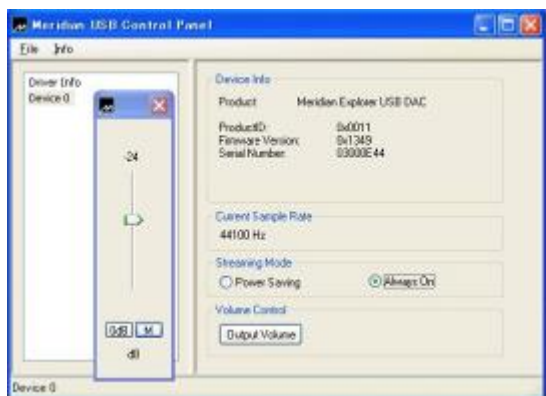 Meridian USB Control Panel
File Info
Driver Info
Device 0
-24
0dB M
dB
Device Info
Product Meridian Explorer USB DAC
ProductID: 0x0011
Firmware Version: 0x1349
Serial Number: 03000E44
Current Sample Rate
44100 Hz
Streaming Mode
Power Saving Always On
Volume Control
Output Volume
Device 0